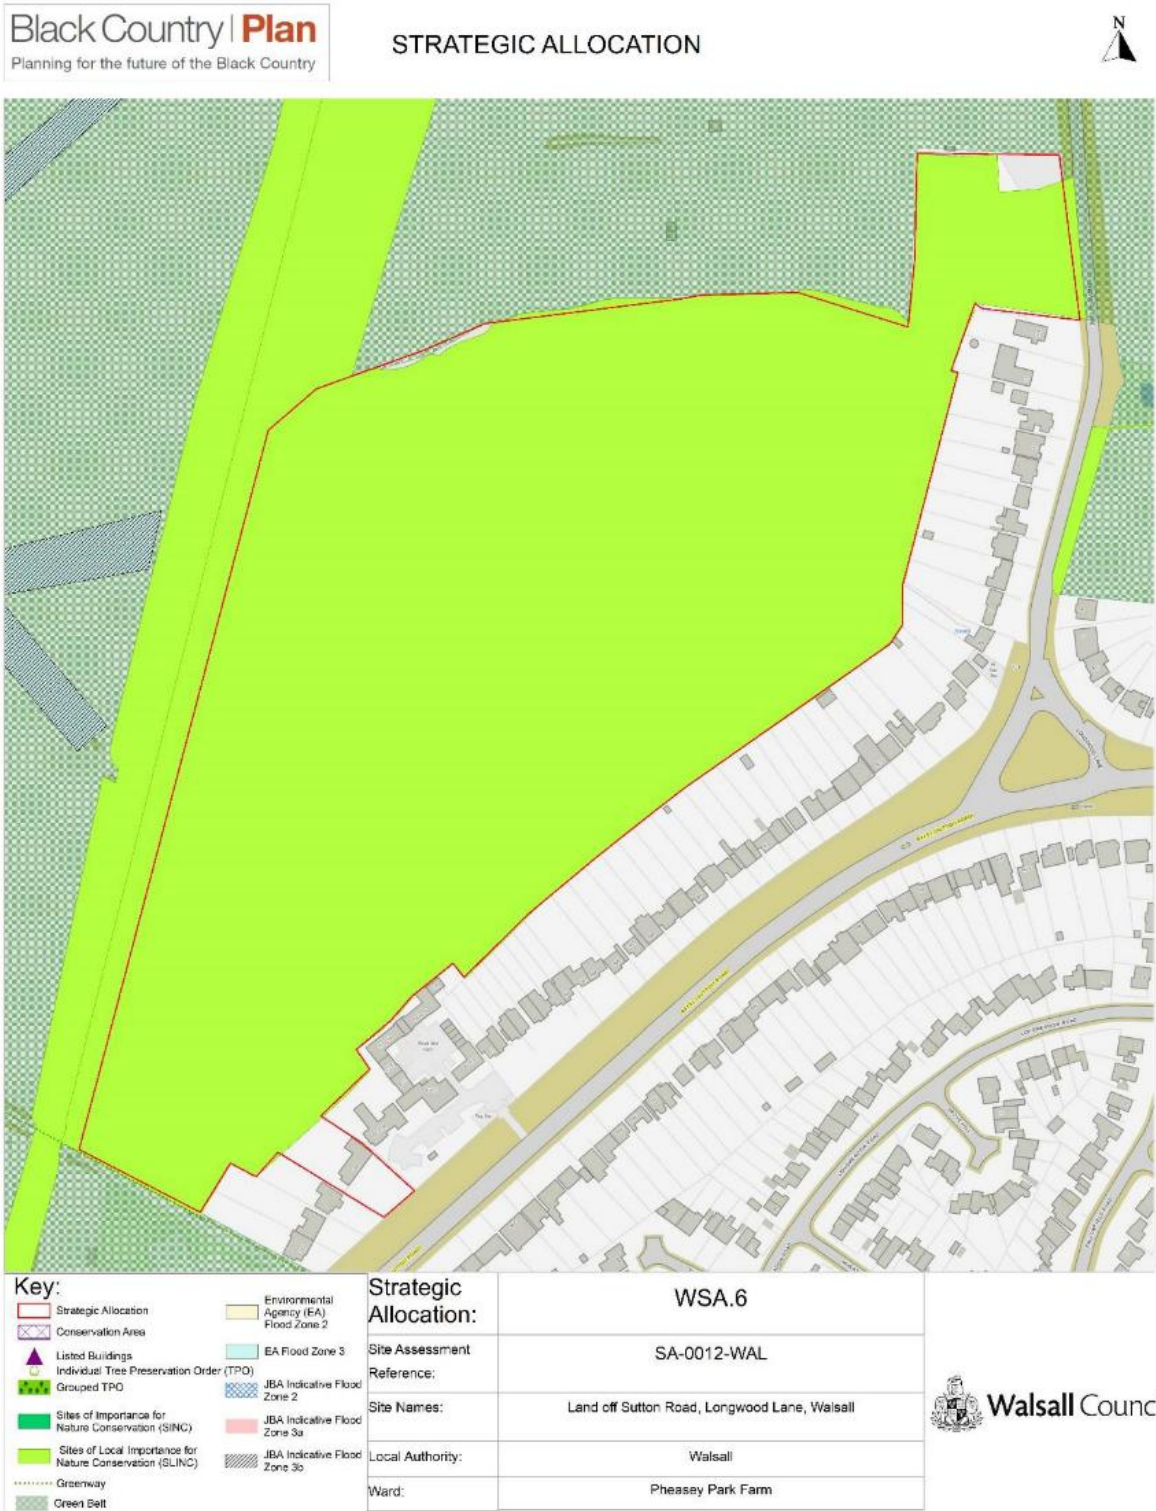 Black Country | Plan
Planning for the future of the Black Country
STRATEGIC ALLOCATION
N
Key:
Strategic Allocation
Conservation Area
Listed Buildings
Individual Tree Preservation Order (TPO)
Grouped TPO
Sites of Importance for
Nature Conservation (SINC)
Sites of Local Importance for
Nature Conservation (SLINC)
Greenway
Green Belt
Environmental
Agency (EA)
Flood Zone 2
EA Flood Zone 3
JBA Indicative Flood
Zone 2
JBA Indicative Flood
Zone 3a
JBA Indicative Flood
Zone 3b
Strategic
Allocation:
WSA.6
Site Assessment
Reference:
SA-0012-WAL
Site Names:
Land off Sutton Road, Longwood Lane, Walsall
Local Authority:
Walsall
Ward:
Pheasey Park Farm
Walsall Counc